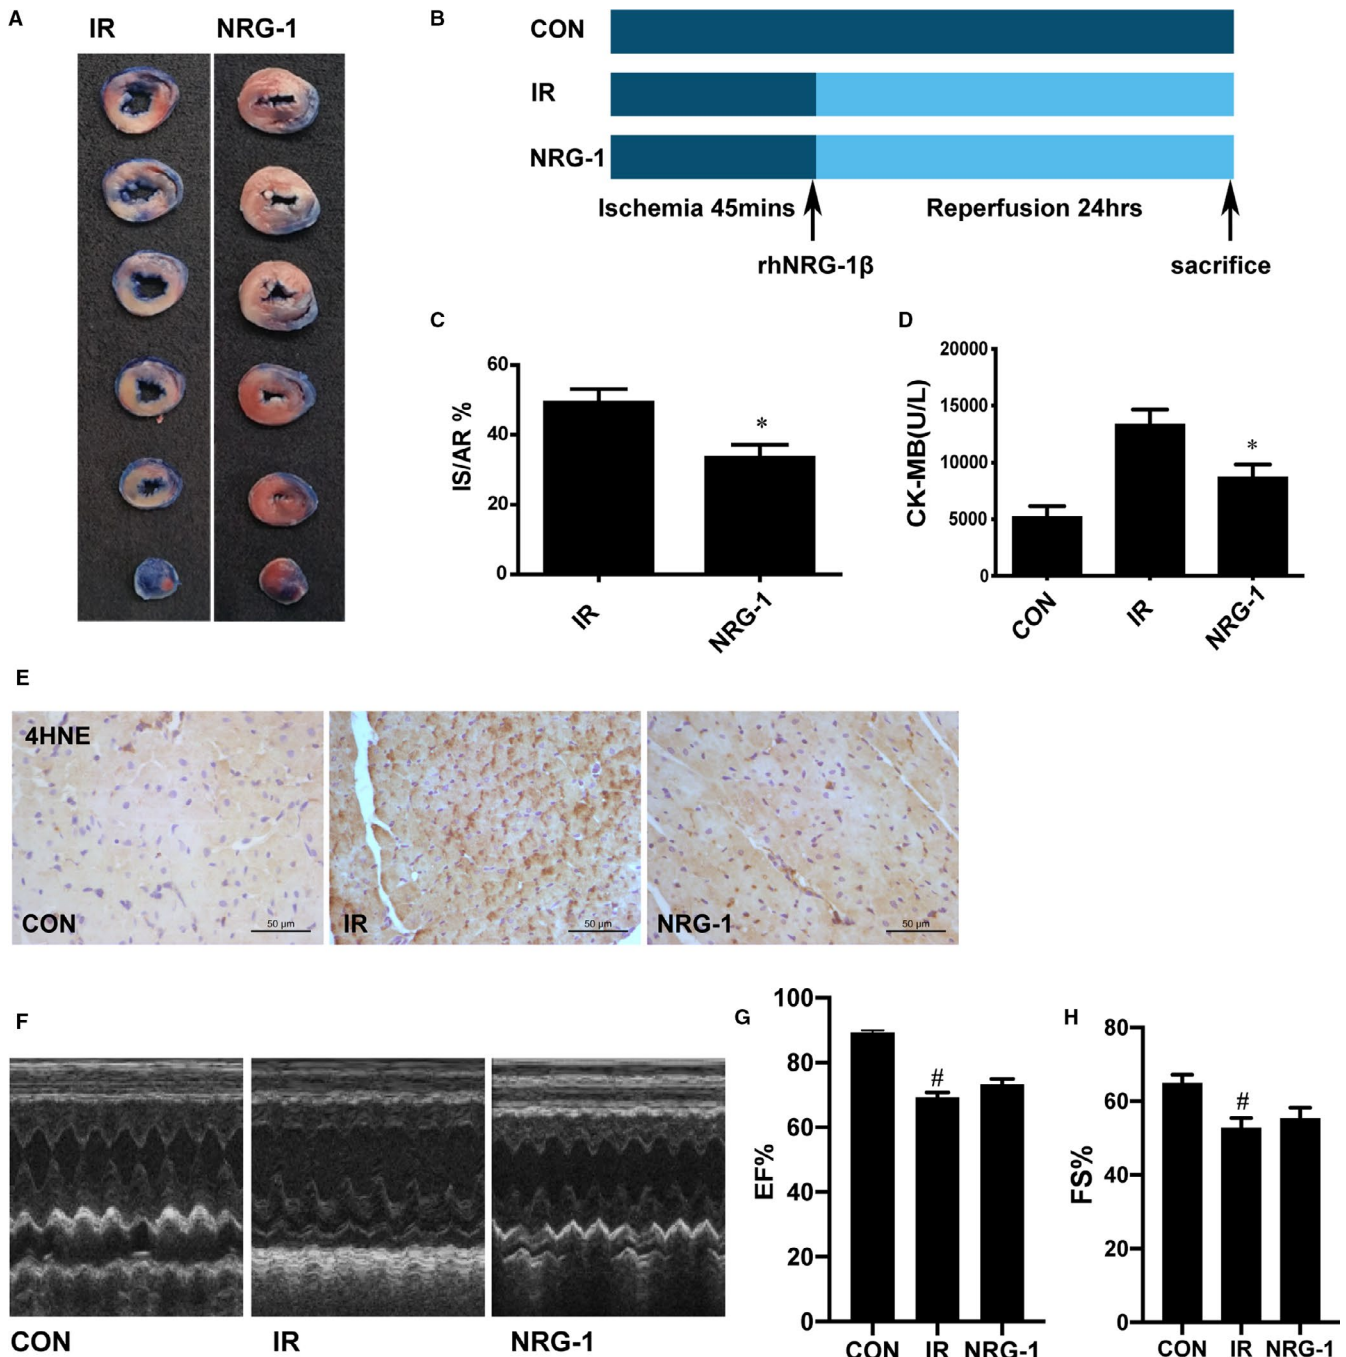 A
IR
NRG-1
B
CON
IR
NRG-1
Ischemia 45mins
Reperfusion 24hrs
rhNRG-1β
sacrifice
C
IS/AR %
60
40
20
0
*
IR
NRG-1
D
CK-MB(U/L)
20000
15000
10000
5000
0
*
CON
IR
NRG-1
E
4HNE
CON
50 µm
IR
50 µm
NRG-1
50 µm
F
CON
IR
NRG-1
G
EF%
100
80
60
40
20
0
#
CON
IR
NRG-1
H
FS%
80
60
40
20
0
#
CON
IR
NRG-1